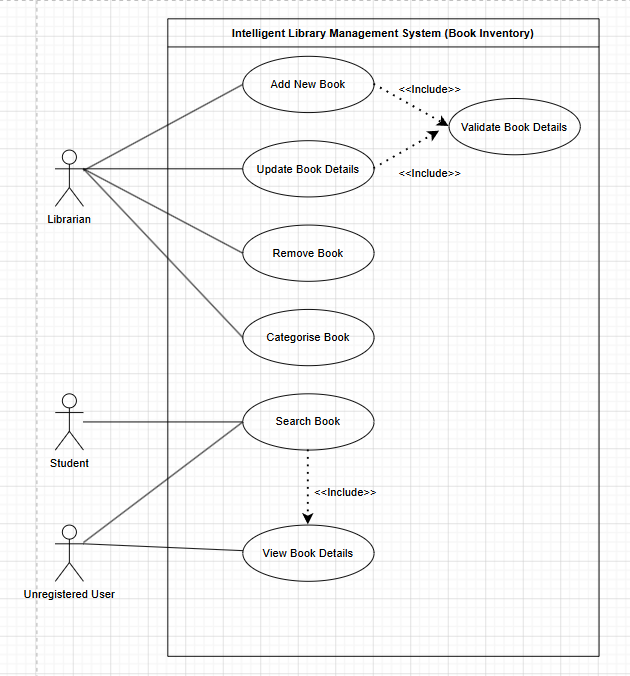 Intelligent Library Management System (Book Inventory)
Add New Book
<<Include>>
Validate Book Details
Update Book Details
<<Include>>
Librarian
Remove Book
Categorise Book
Search Book
Student
<<Include>>
View Book Details
Unregistered User